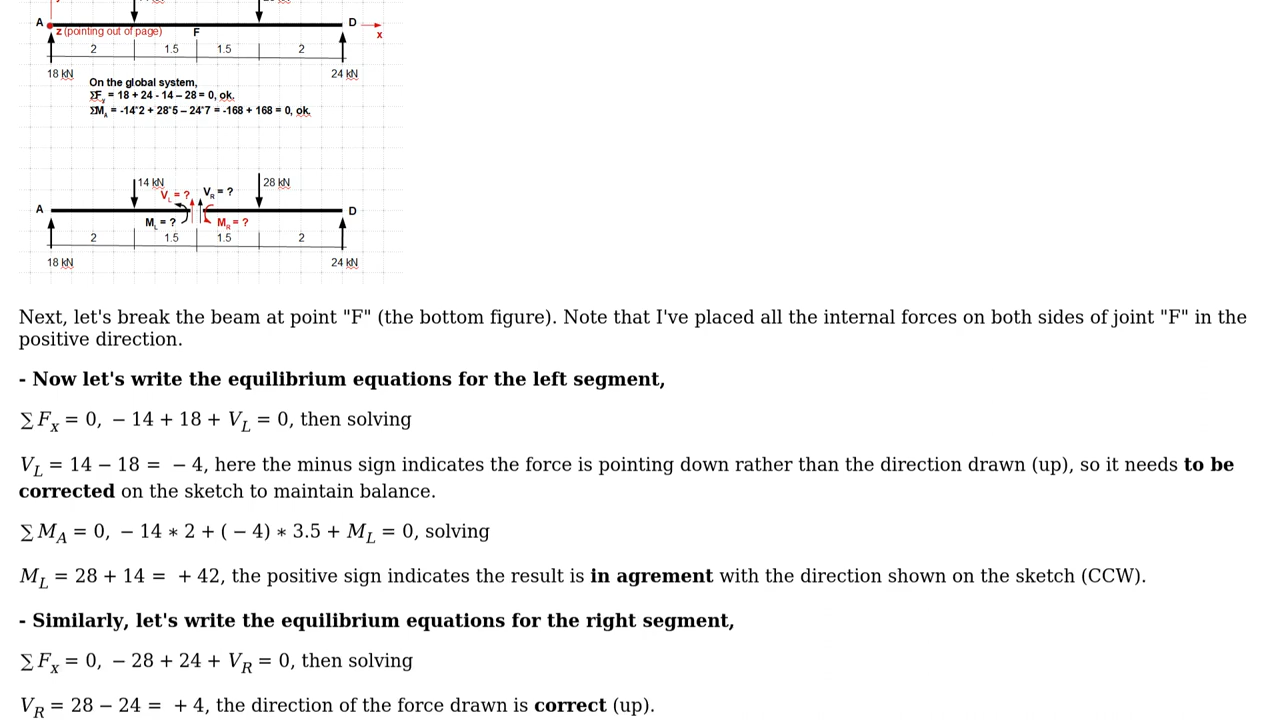 A
z (pointing out of page)
F
D
x
2
1.5
1.5
2
18 kN
24 kN
On the global system,
ΣFy = 18 + 24 - 14 – 28 = 0, ok.
ΣMA = -14*2 + 28*5 – 24*7 = -168 + 168 = 0, ok.
14 kN
VL = ?
VR = ?
28 kN
A
D
ML = ?
MR = ?
2
1.5
1.5
2
18 kN
24 kN
Next, let's break the beam at point "F" (the bottom figure). Note that I've placed all the internal forces on both sides of joint "F" in the
positive direction.
- Now let's write the equilibrium equations for the left segment,
∑ Fx = 0, − 14 + 18 + VL = 0, then solving
VL = 14 − 18 = − 4, here the minus sign indicates the force is pointing down rather than the direction drawn (up), so it needs to be
corrected on the sketch to maintain balance.
∑ MA = 0, − 14 ∗ 2 + ( − 4) ∗ 3.5 + ML = 0, solving
ML = 28 + 14 = + 42, the positive sign indicates the result is in agrement with the direction shown on the sketch (CCW).
- Similarly, let's write the equilibrium equations for the right segment,
∑ Fx = 0, − 28 + 24 + VR = 0, then solving
VR = 28 − 24 = + 4, the direction of the force drawn is correct (up).